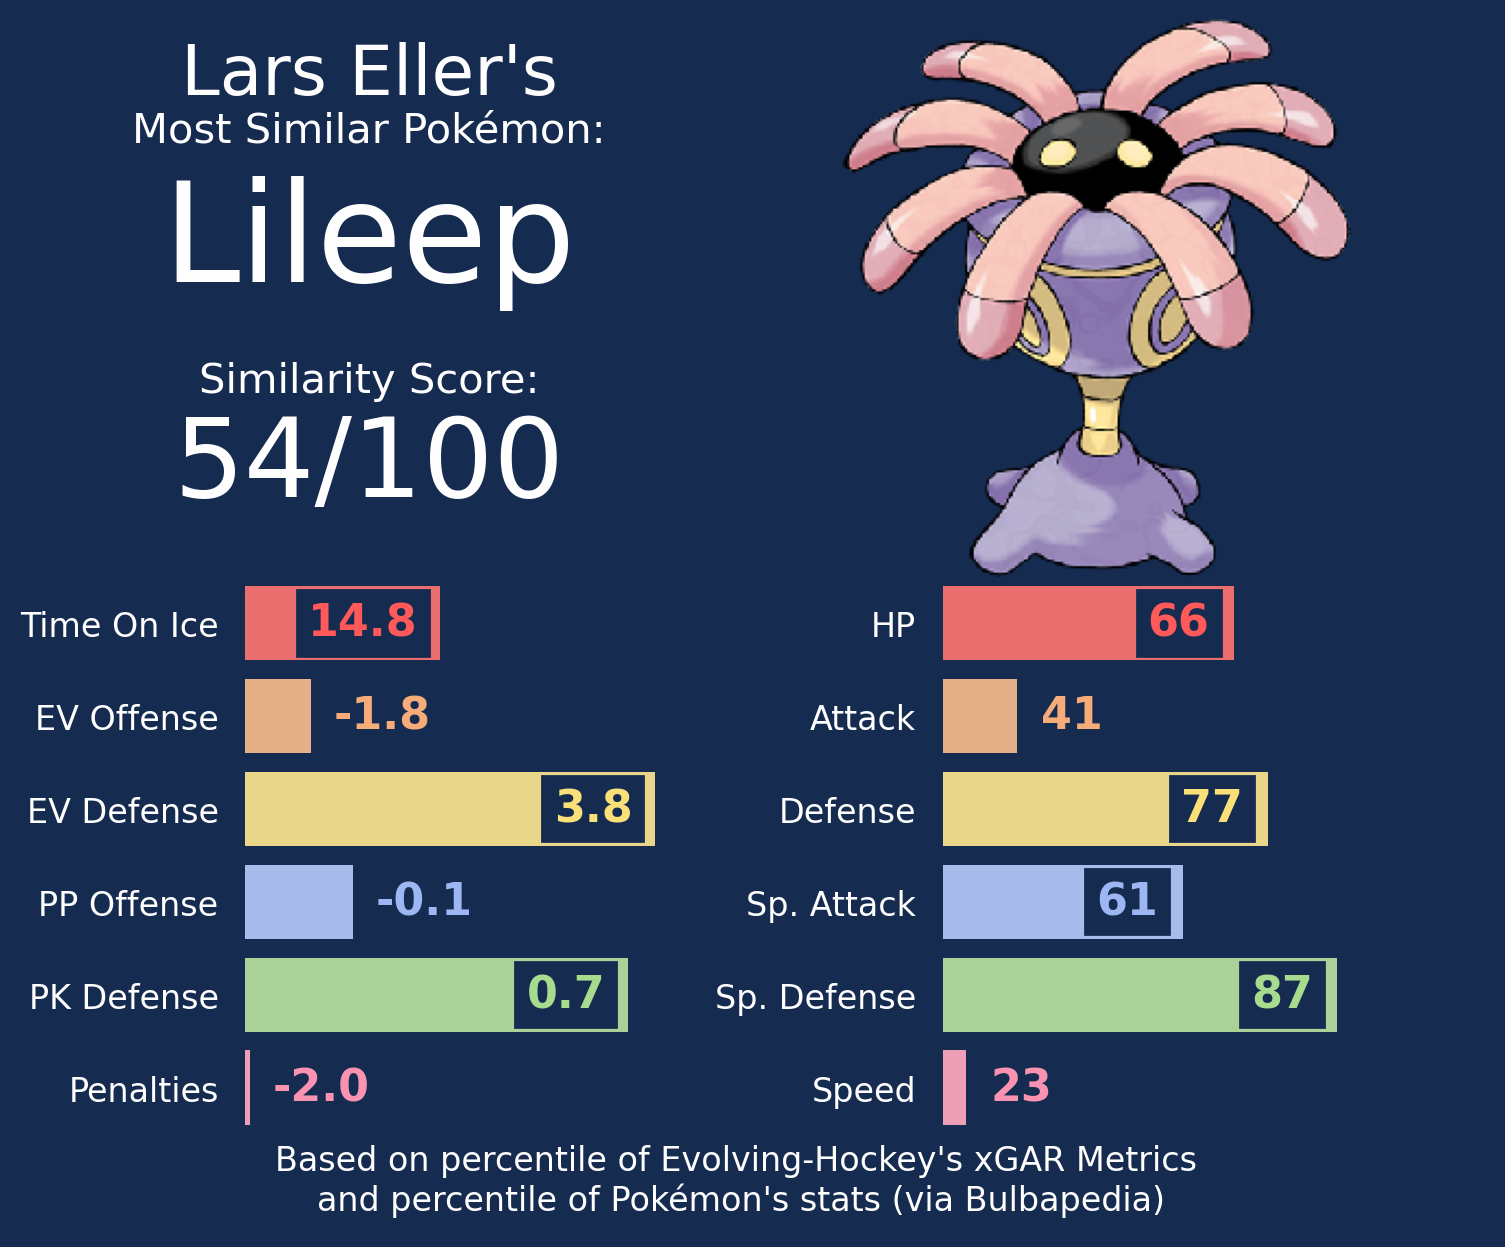 Lars Eller's
Most Similar Pokémon:
Lileep
Similarity Score:
54/100
Time On Ice 14.8
EV Offense -1.8
EV Defense 3.8
PP Offense -0.1
PK Defense 0.7
Penalties -2.0
HP 66
Attack 41
Defense 77
Sp. Attack 61
Sp. Defense 87
Speed 23
Based on percentile of Evolving-Hockey's xGAR Metrics
and percentile of Pokémon's stats (via Bulbapedia)